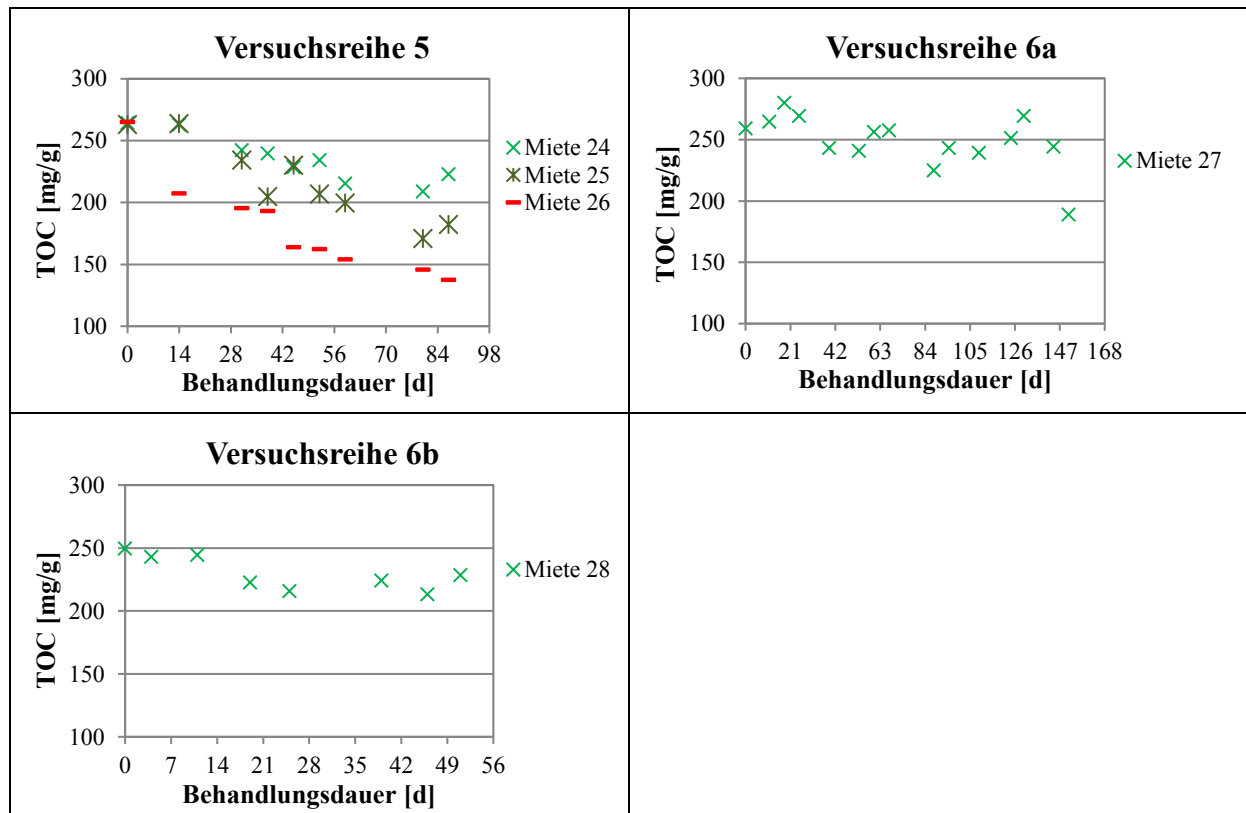 Versuchsreihe 5
TOC [mg/g]
300
250
200
150
100
0 14 28 42 56 70 84 98
Behandlungsdauer [d]
Miete 24
Miete 25
Miete 26
Versuchsreihe 6a
TOC [mg/g]
300
250
200
150
100
0 21 42 63 84 105 126 147 168
Behandlungsdauer [d]
Miete 27
Versuchsreihe 6b
TOC [mg/g]
300
250
200
150
100
0 7 14 21 28 35 42 49 56
Behandlungsdauer [d]
Miete 28